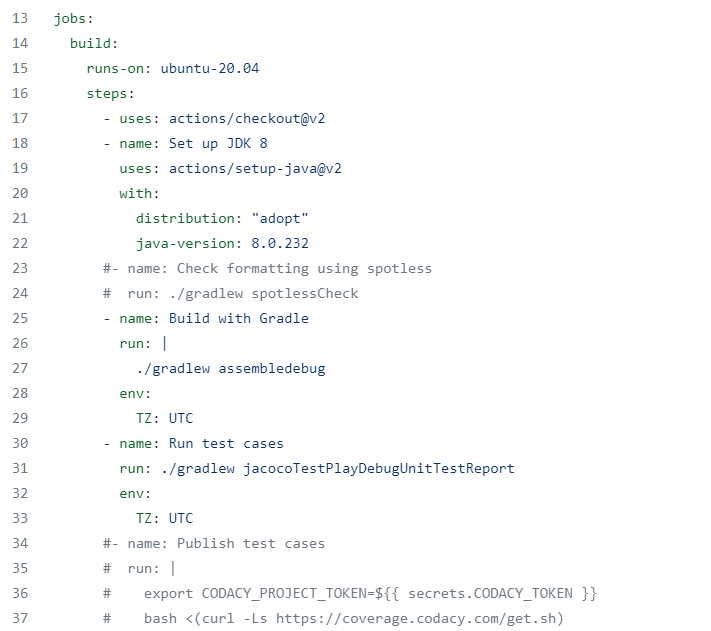 13 jobs:
14   build:
15     runs-on: ubuntu-20.04
16     steps:
17       - uses: actions/checkout@v2
18       - name: Set up JDK 8
19         uses: actions/setup-java@v2
20         with:
21           distribution: "adopt"
22           java-version: 8.0.232
23       #- name: Check formatting using spotless
24       #  run: ./gradlew spotlessCheck
25       - name: Build with Gradle
26         run: |
27           ./gradlew assembledebug
28         env:
29           TZ: UTC
30       - name: Run test cases
31         run: ./gradlew jacocoTestPlayDebugUnitTestReport
32         env:
33           TZ: UTC
34       #- name: Publish test cases
35       #  run: |
36       #    export CODACY_PROJECT_TOKEN=${{ secrets.CODACY_TOKEN }}
37       #    bash <(curl -Ls https://coverage.codacy.com/get.sh)